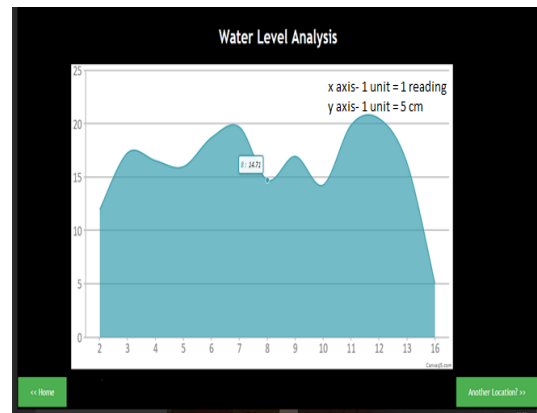 Water Level Analysis
x axis- 1 unit = 1 reading
y axis- 1 unit = 5 cm
25
20
15
10
5
0
8: 14.71
2 3 4 5 6 7 8 9 10 11 12 13 16
CanvasJS.com
<< Home
Another Location? >>